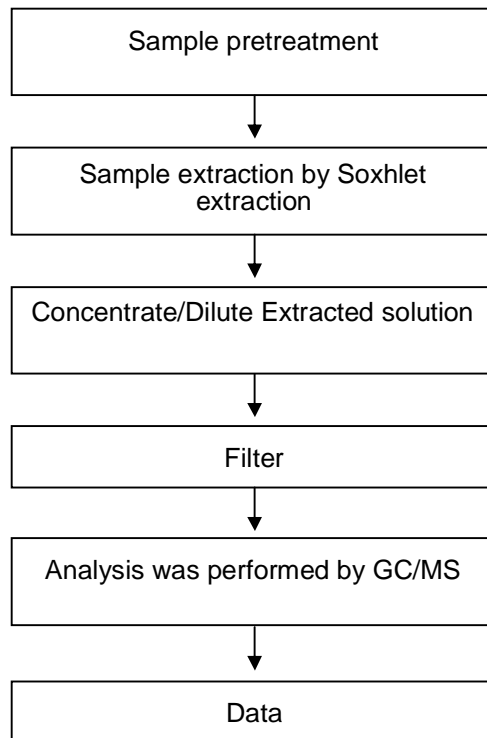 Sample pretreatment
Sample extraction by Soxhlet
extraction
Concentrate/Dilute Extracted solution
Filter
Analysis was performed by GC/MS
Data